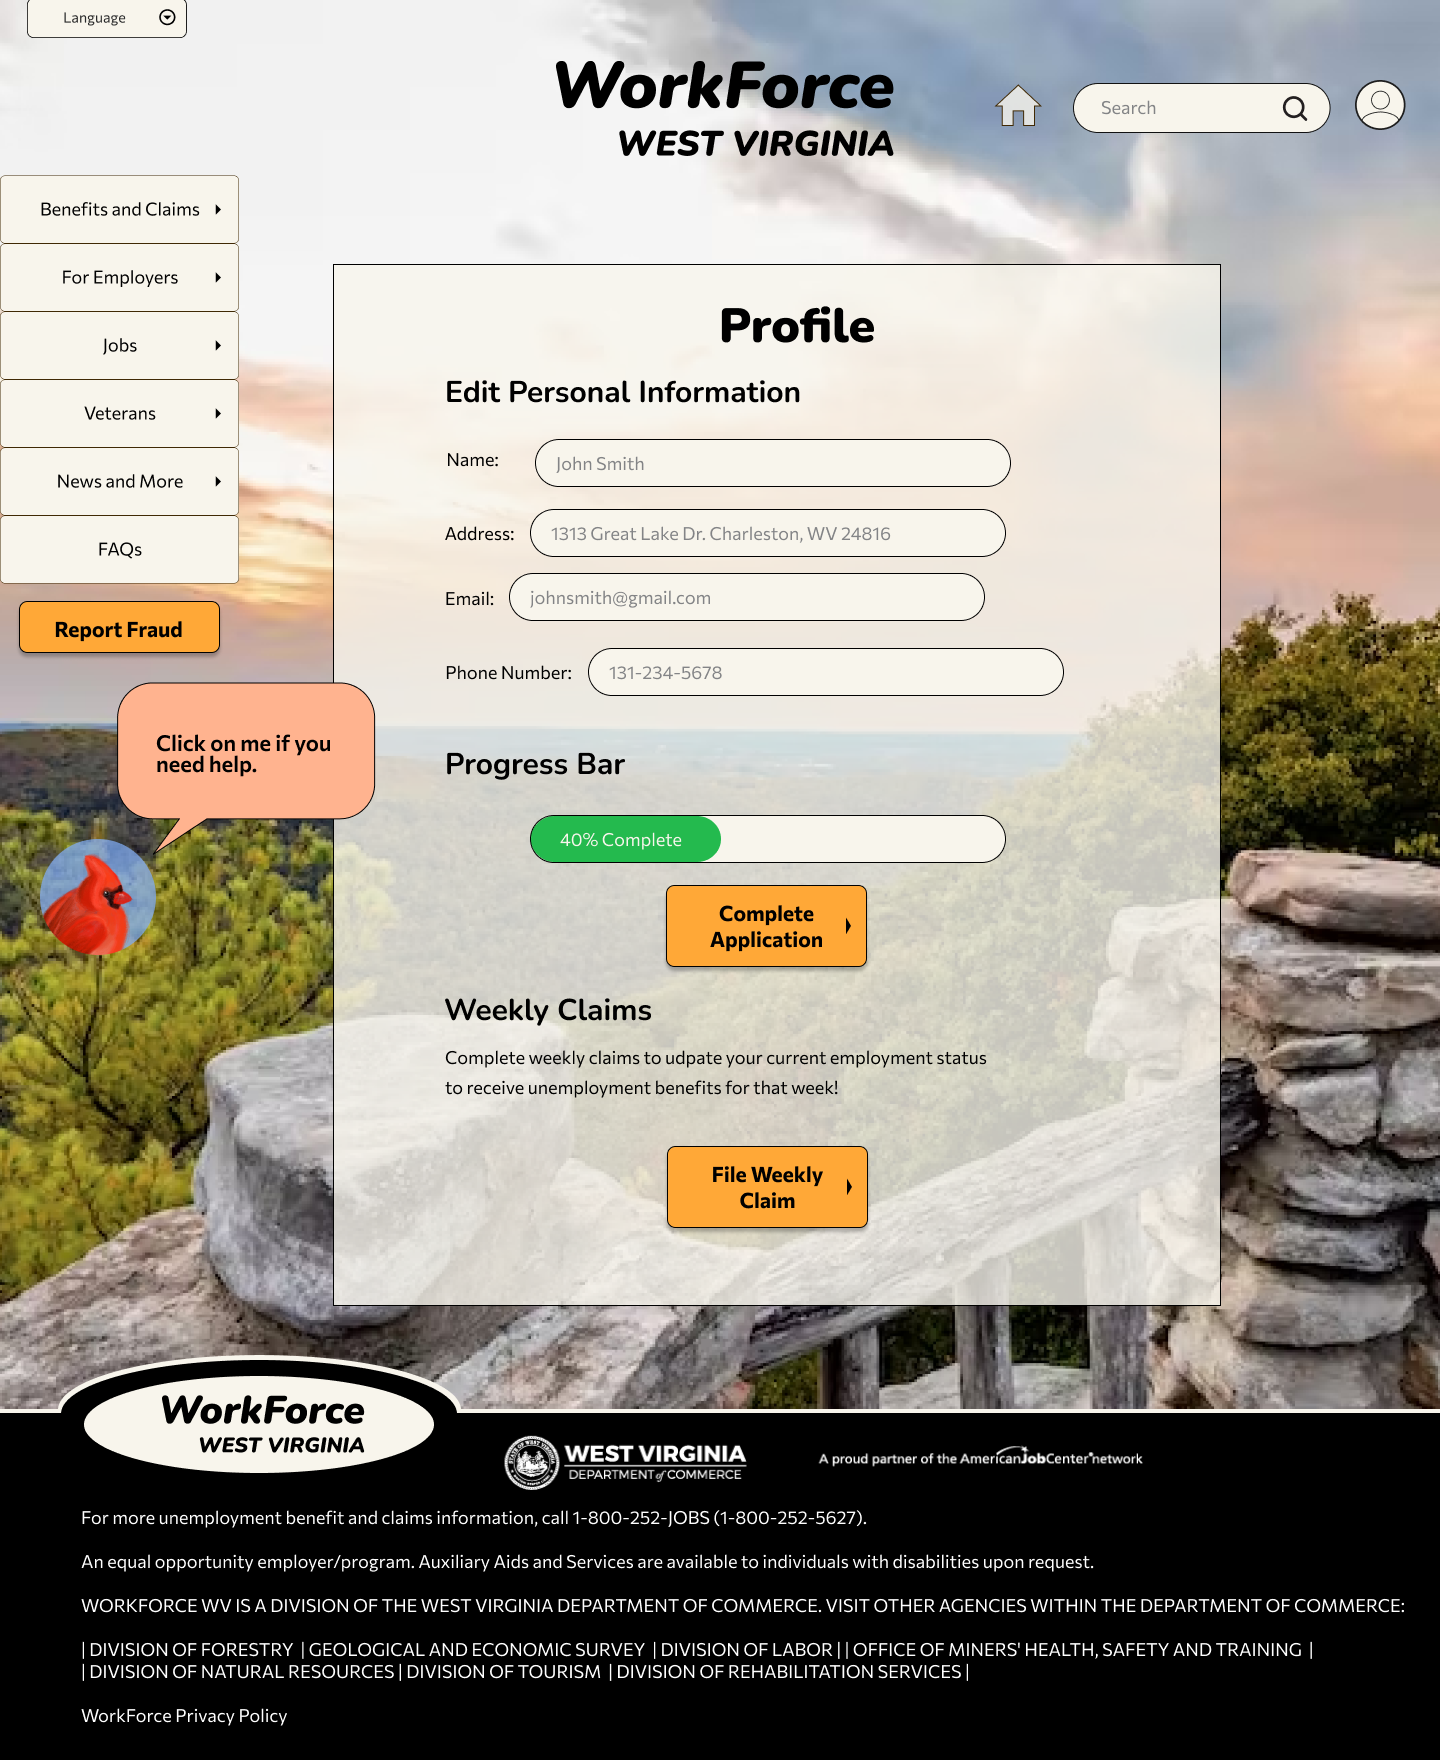 Language
WorkForce
WEST VIRGINIA
Search
Benefits and Claims
For Employers
Jobs
Veterans
News and More
FAQs
Report Fraud
Click on me if you
need help.
Profile
Edit Personal Information
Name:
John Smith
Address:
1313 Great Lake Dr. Charleston, WV 24816
Email:
johnsmith@gmail.com
Phone Number:
131-234-5678
Progress Bar
40% Complete
Complete
Application
Weekly Claims
Complete weekly claims to udpate your current employment status
to receive unemployment benefits for that week!
File Weekly
Claim
WorkForce
WEST VIRGINIA
WEST VIRGINIA
DEPARTMENT of COMMERCE
A proud partner of the AmericanJobCenter network
For more unemployment benefit and claims information, call 1-800-252-JOBS (1-800-252-5627).
An equal opportunity employer/program. Auxiliary Aids and Services are available to individuals with disabilities upon request.
WORKFORCE WV IS A DIVISION OF THE WEST VIRGINIA DEPARTMENT OF COMMERCE. VISIT OTHER AGENCIES WITHIN THE DEPARTMENT OF COMMERCE:
| DIVISION OF FORESTRY | GEOLOGICAL AND ECONOMIC SURVEY | DIVISION OF LABOR | | OFFICE OF MINERS' HEALTH, SAFETY AND TRAINING |
| DIVISION OF NATURAL RESOURCES | DIVISION OF TOURISM | DIVISION OF REHABILITATION SERVICES |
WorkForce Privacy Policy